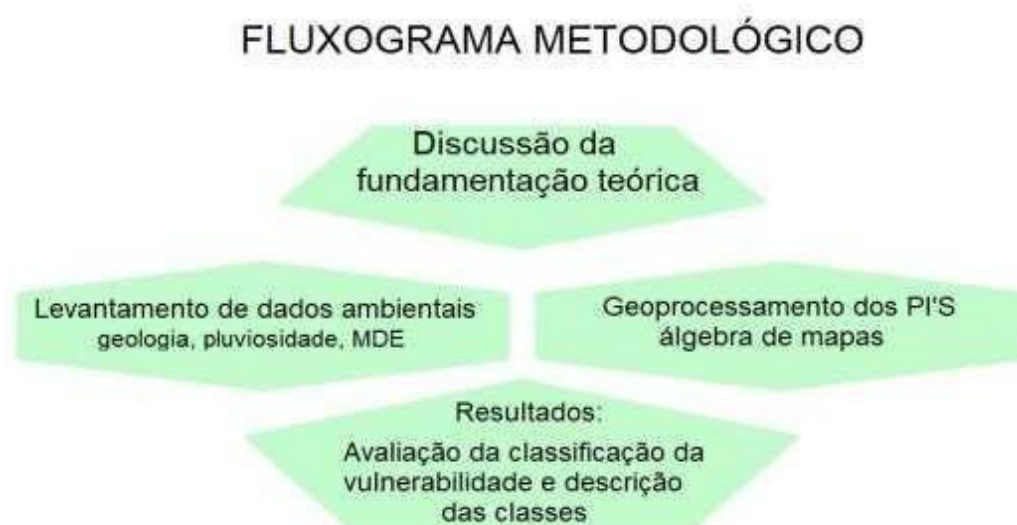 FLUXOGRAMA METODOLÓGICO
Discussão da
fundamentação teórica
Levantamento de dados ambientais
geologia, pluviosidade, MDE
Geoprocessamento dos PI'S
álgebra de mapas
Resultados:
Avaliação da classificação da
vulnerabilidade e descrição
das classes